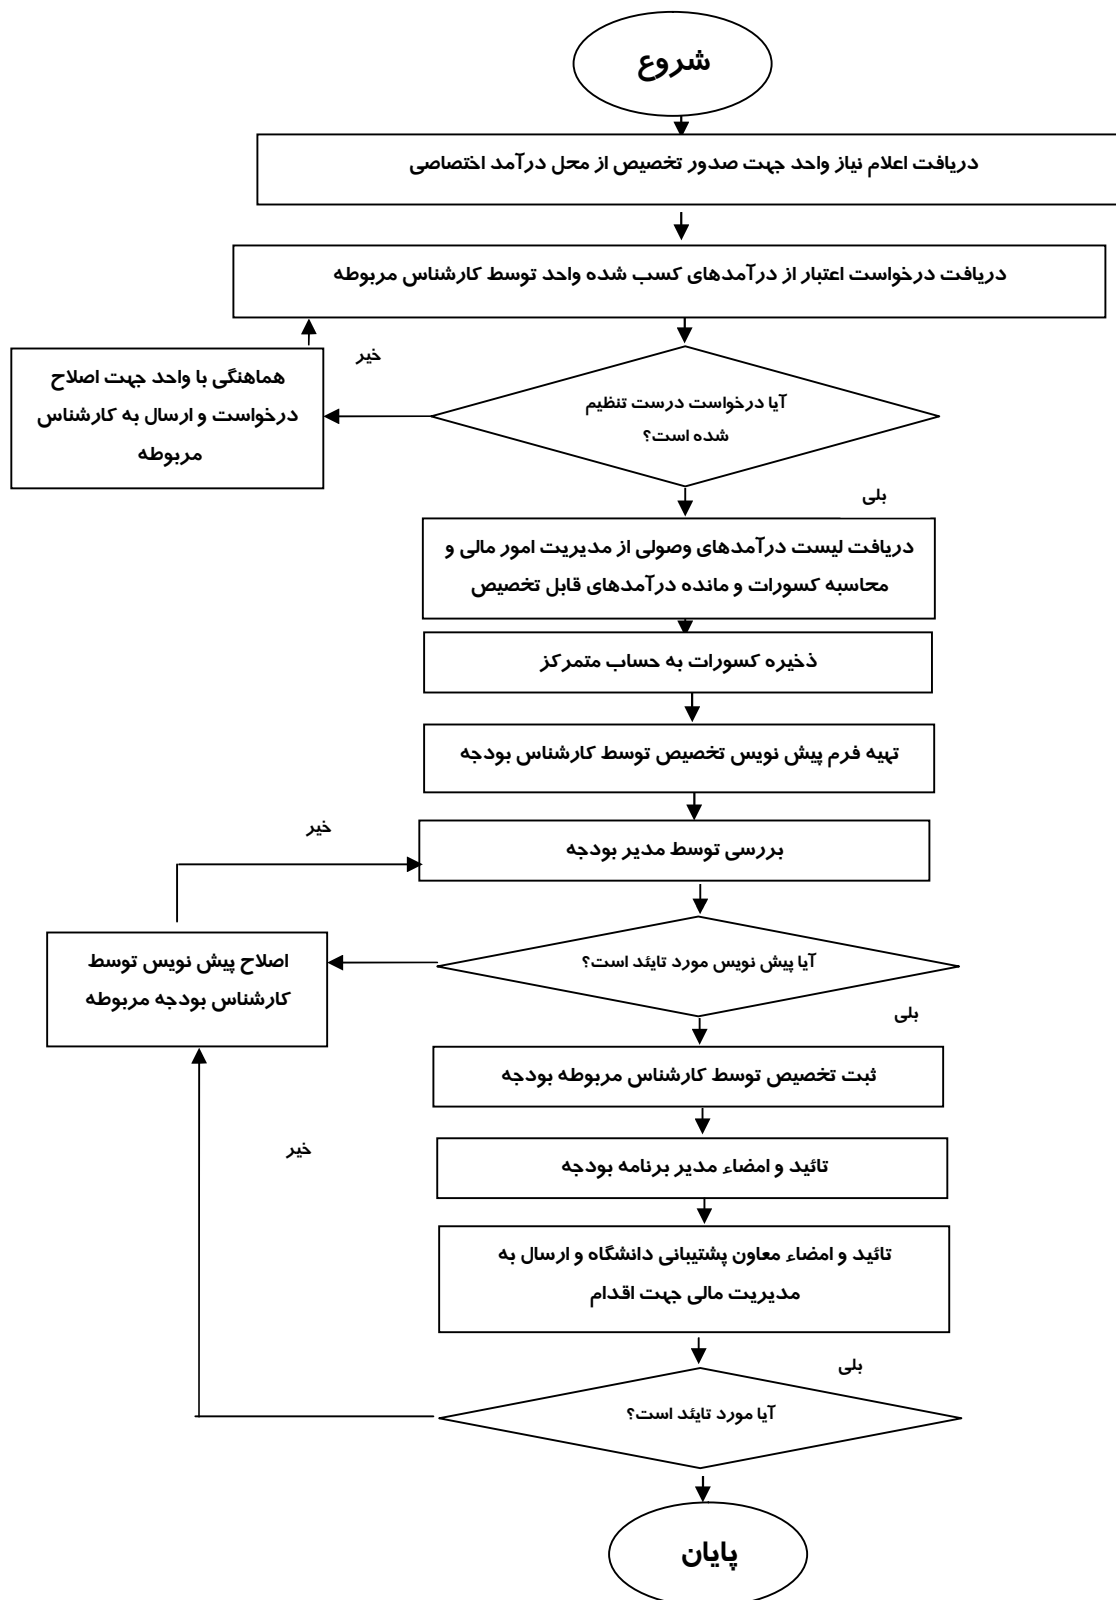 شروع
دریافت اعلام نیاز واحد جهت صدور تخصیص از محل درآمد اختصاصی
دریافت درخواست اعتبار از درآمدهای کسب شده واحد توسط کارشناس مربوطه
خیر
هماهنگی با واحد جهت اصلاح
درخواست و ارسال به کارشناس
مربوطه
آیا درخواست درست تنظیم
شده است؟
بلی
دریافت لیست درآمدهای وصولی از مدیریت امور مالی و
محاسبه کسورات و مانده درآمدهای قابل تخصیص
ذخیره کسورات به حساب متمرکز
تهیه فرم پیش نویس تخصیص توسط کارشناس بودجه
خیر
بررسی توسط مدیر بودجه
آیا پیش نویس مورد تایئد است؟
اصلاح پیش نویس توسط
کارشناس بودجه مربوطه
بلی
ثبت تخصیص توسط کارشناس مربوطه بودجه
خیر
تائید و امضاء مدیر برنامه بودجه
تائید و امضاء معاون پشتیبانی دانشگاه و ارسال به
مدیریت مالی جهت اقدام
بلی
آیا مورد تایئد است؟
پایان